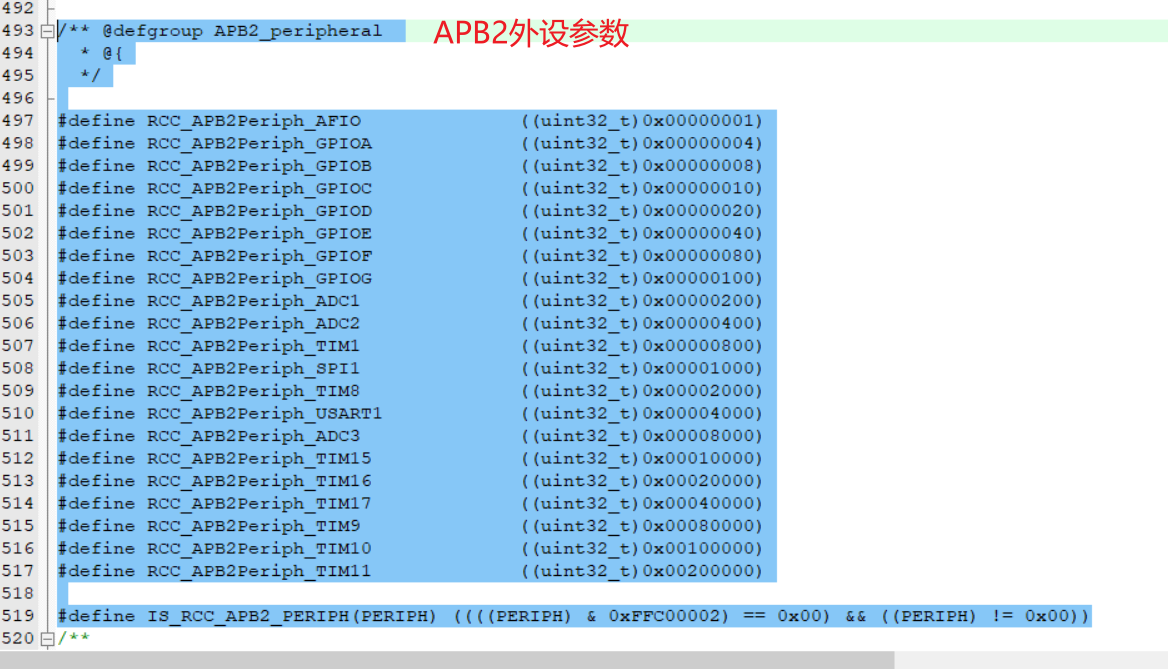 492
493 /** @defgroup APB2_peripheral APB2外设参数
494 * @{
495 */
496
497 #define RCC_APB2Periph_AFIO ((uint32_t)0x00000001)
498 #define RCC_APB2Periph_GPIOA ((uint32_t)0x00000004)
499 #define RCC_APB2Periph_GPIOB ((uint32_t)0x00000008)
500 #define RCC_APB2Periph_GPIOC ((uint32_t)0x00000010)
501 #define RCC_APB2Periph_GPIOD ((uint32_t)0x00000020)
502 #define RCC_APB2Periph_GPIOE ((uint32_t)0x00000040)
503 #define RCC_APB2Periph_GPIOF ((uint32_t)0x00000080)
504 #define RCC_APB2Periph_GPIOG ((uint32_t)0x00000100)
505 #define RCC_APB2Periph_ADC1 ((uint32_t)0x00000200)
506 #define RCC_APB2Periph_ADC2 ((uint32_t)0x00000400)
507 #define RCC_APB2Periph_TIM1 ((uint32_t)0x00000800)
508 #define RCC_APB2Periph_SPI1 ((uint32_t)0x00001000)
509 #define RCC_APB2Periph_TIM8 ((uint32_t)0x00002000)
510 #define RCC_APB2Periph_USART1 ((uint32_t)0x00004000)
511 #define RCC_APB2Periph_ADC3 ((uint32_t)0x00008000)
512 #define RCC_APB2Periph_TIM15 ((uint32_t)0x00010000)
513 #define RCC_APB2Periph_TIM16 ((uint32_t)0x00020000)
514 #define RCC_APB2Periph_TIM17 ((uint32_t)0x00040000)
515 #define RCC_APB2Periph_TIM9 ((uint32_t)0x00080000)
516 #define RCC_APB2Periph_TIM10 ((uint32_t)0x00100000)
517 #define RCC_APB2Periph_TIM11 ((uint32_t)0x00200000)
518
519 #define IS_RCC_APB2_PERIPH(PERIPH) ((((PERIPH) & 0xFFC00002) == 0x00) && ((PERIPH) != 0x00))
520 /**